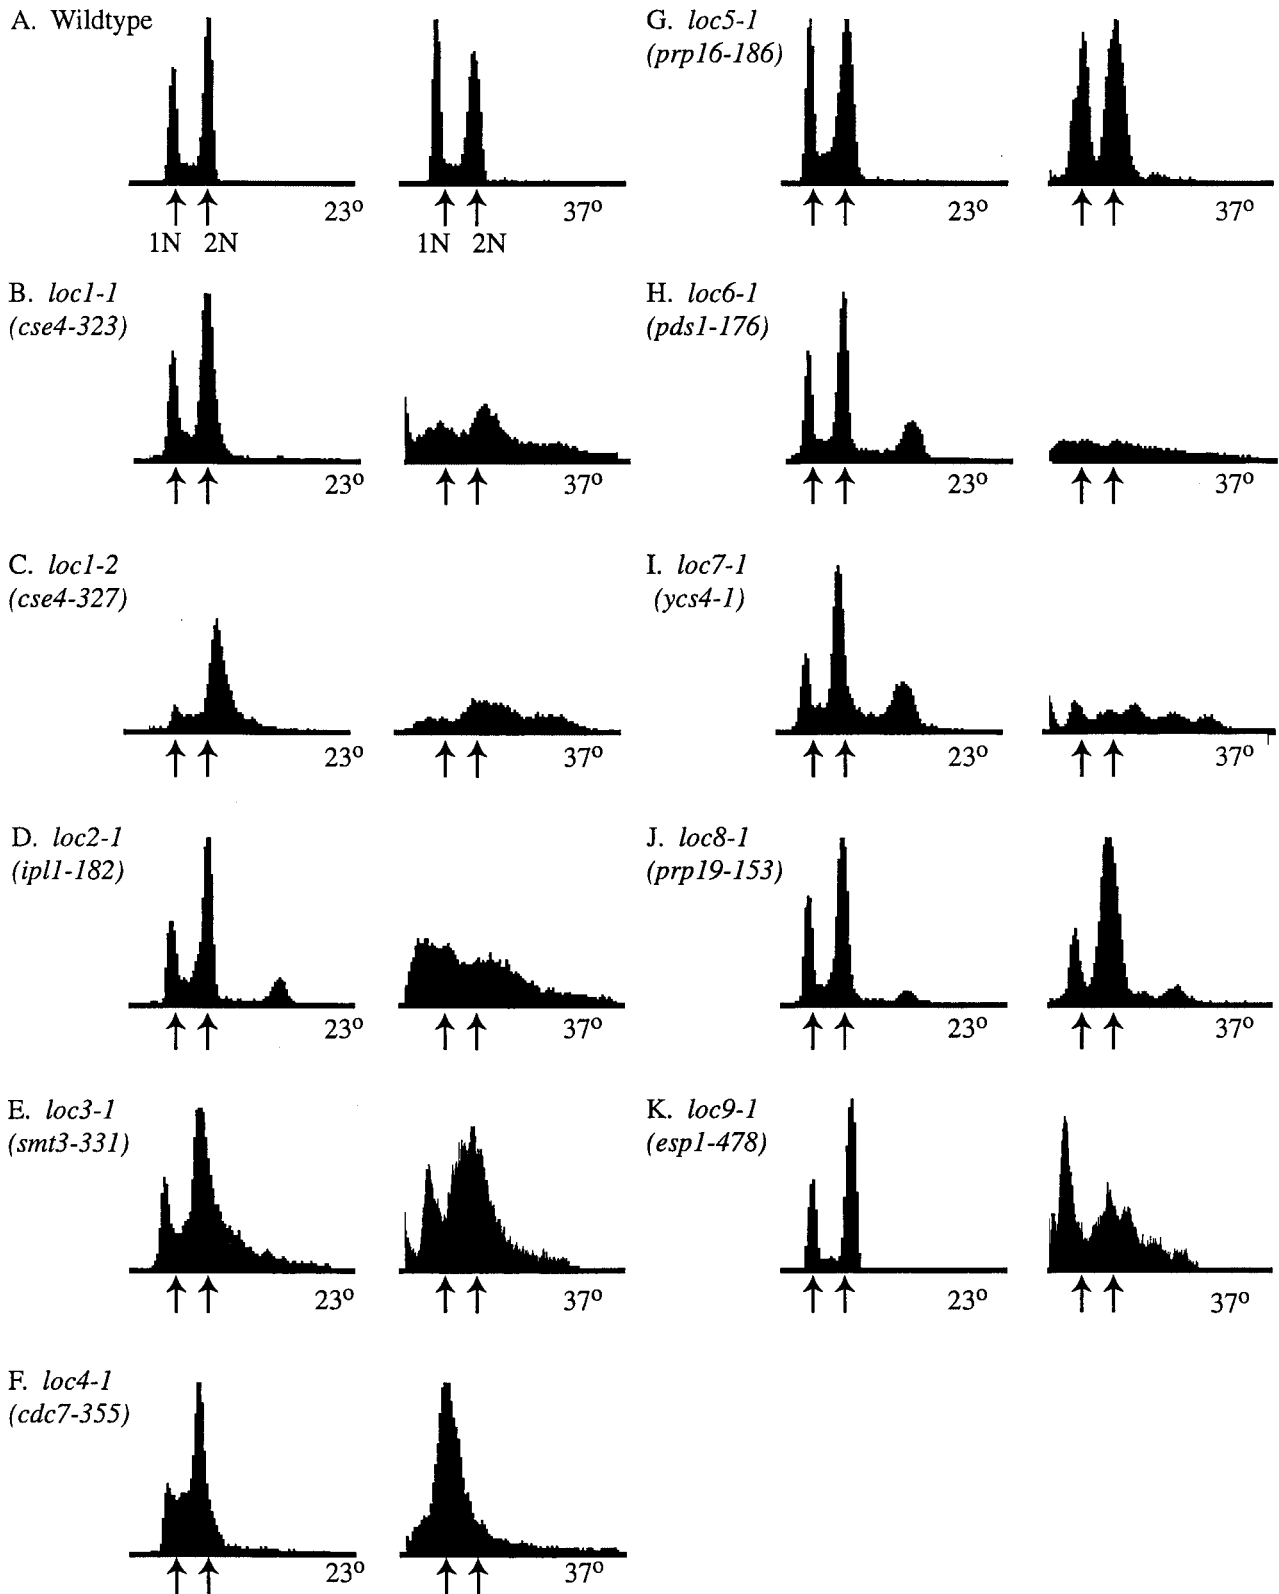 A. Wildtype
23°
37°
1N 2N
1N 2N
B. loc1-1
(cse4-323)
23°
37°
C. loc1-2
(cse4-327)
23°
37°
D. loc2-1
(ipl1-182)
23°
37°
E. loc3-1
(smt3-331)
23°
37°
F. loc4-1
(cdc7-355)
23°
37°
G. loc5-1
(prp16-186)
23°
37°
H. loc6-1
(pds1-176)
23°
37°
I. loc7-1
(ycs4-1)
23°
37°
J. loc8-1
(prp19-153)
23°
37°
K. loc9-1
(esp1-478)
23°
37°